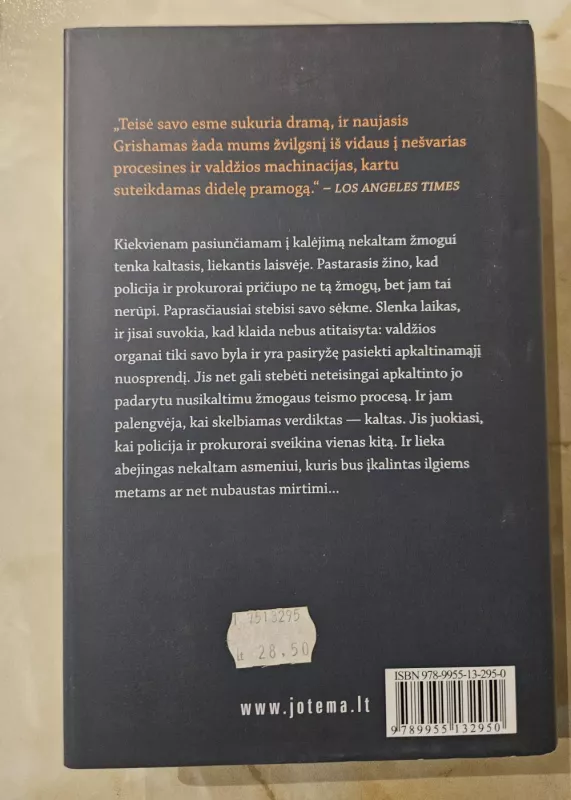 „Teisė savo esme sukuria dramą, ir naujasis
Grishamas žada mums žvilgsnį iš vidaus į nešvarias
procesines ir valdžios machinacijas, kartu
suteikdamas didelę pramogą.“ – LOS ANGELES TIMES
Kiekvienam pasiunčiamam į kalėjimą nekaltam žmogui
tenka kaltasis, liekantis laisvėje. Pastarasis žino, kad
policija ir prokurorai pričiupo ne tą žmogų, bet jam tai
nerūpi. Paprasčiausiai stebisi savo sėkme. Slenka laikas,
ir jisai suvokia, kad klaida nebus atitaisyta: valdžios
organai tiki savo byla ir yra pasiryžę pasiekti apkaltinamąjį
nuosprendį. Jis net gali stebėti neteisingai apkaltinto jo
padarytu nusikaltimu žmogaus teismo procesą. Ir jam
palengvėja, kai skelbiamas verdiktas — kaltas. Jis juokiasi,
kai policija ir prokurorai sveikina vienas kitą. Ir lieka
abejingas nekaltam asmeniui, kuris bus įkalintas ilgiems
metams ar net nubaustas mirtimi...
9513295
Lt 28.50
www.jotema.lt
ISBN 978-9955-13-295-0
9789955132950